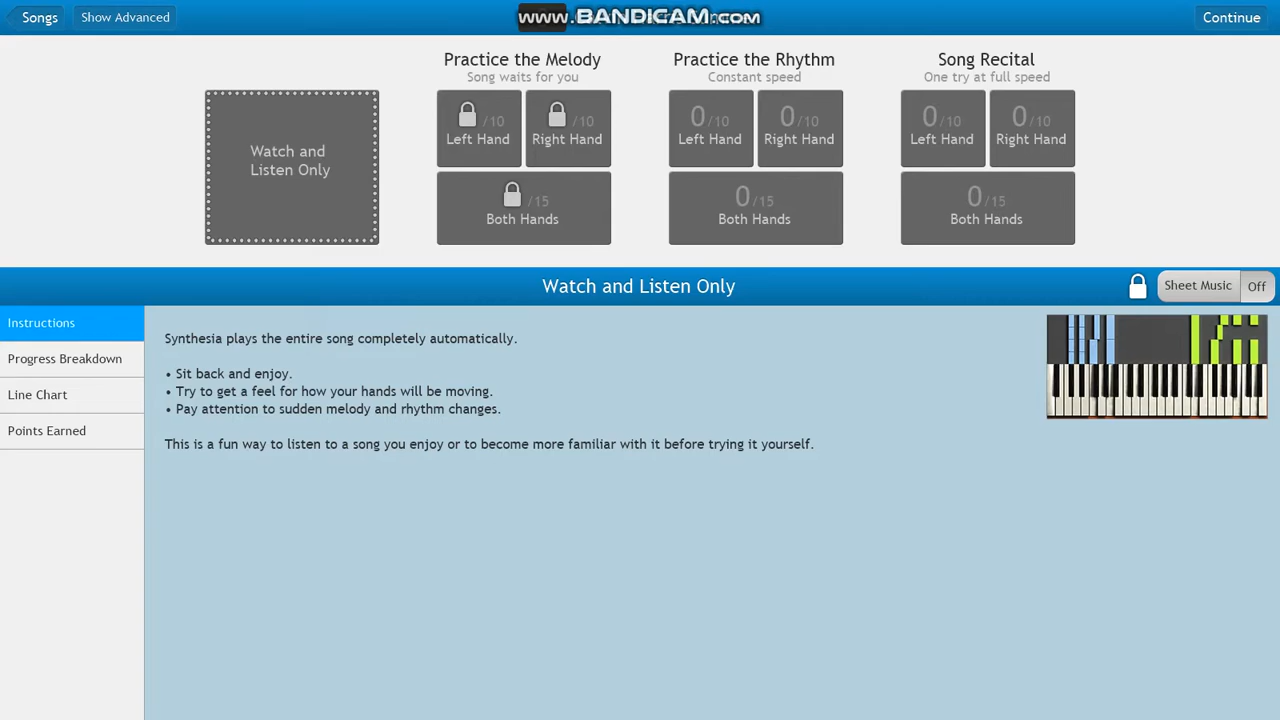 Songs
Show Advanced
www.BANDICAM.com
Continue
Practice the Melody
Song waits for you
Practice the Rhythm
Constant speed
Song Recital
One try at full speed
Watch and
Listen Only
/10
Left Hand
/10
Right Hand
/15
Both Hands
0/10
Left Hand
0/10
Right Hand
0/15
Both Hands
0/10
Left Hand
0/10
Right Hand
0/15
Both Hands
Watch and Listen Only
Sheet Music
Off
Instructions
Progress Breakdown
Line Chart
Points Earned
Synthesia plays the entire song completely automatically.
• Sit back and enjoy.
• Try to get a feel for how your hands will be moving.
• Pay attention to sudden melody and rhythm changes.
This is a fun way to listen to a song you enjoy or to become more familiar with it before trying it yourself.